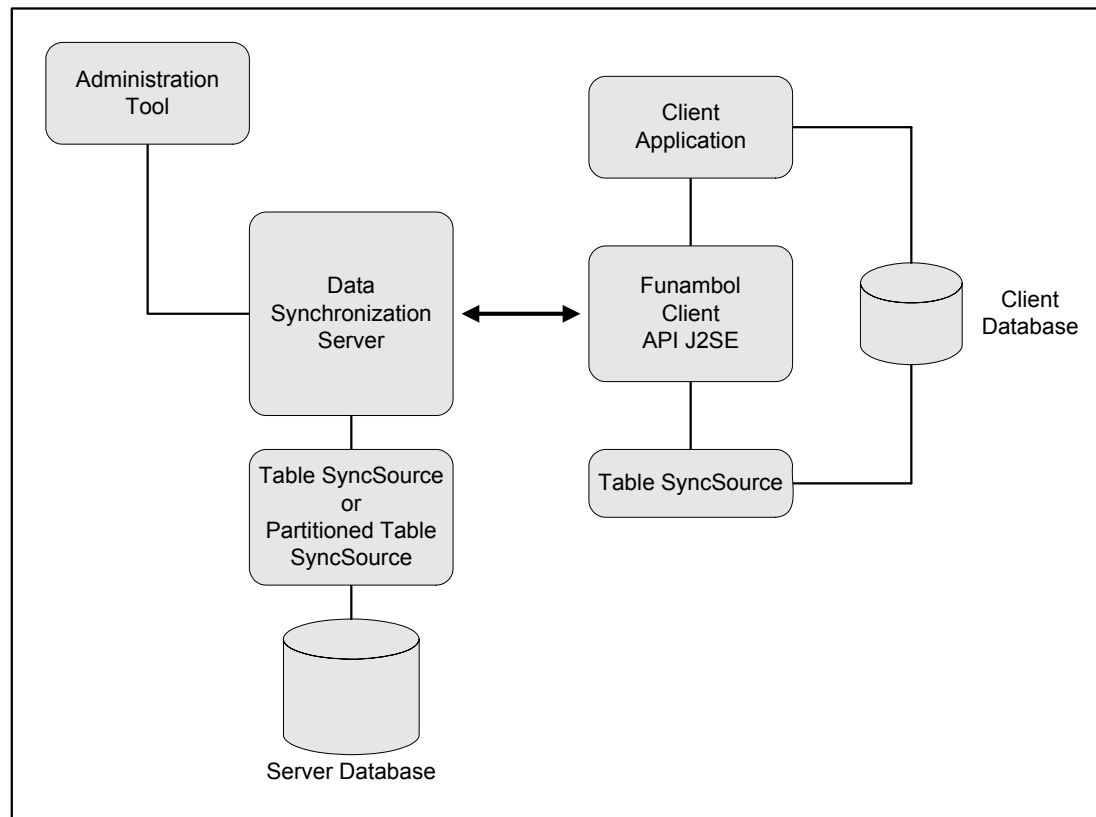 Administration
Tool
Client
Application
Data
Synchronization
Server
Funambol
Client
API J2SE
Client
Database
Table SyncSource
or
Partitioned Table
SyncSource
Table SyncSource
Server Database